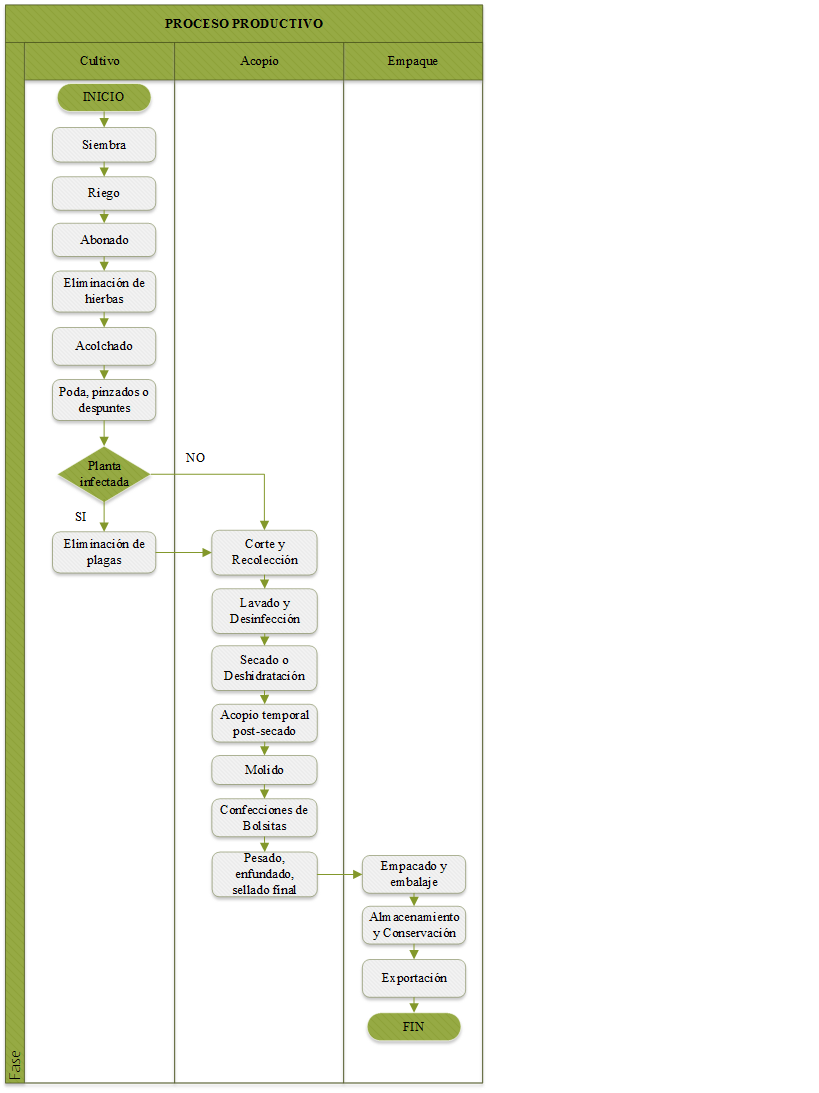 PROCESO PRODUCTIVO
Cultivo
Acopio
Empaque
INICIO
Siembra
Riego
Abonado
Eliminación de
hierbas
Acolchado
Poda, pinzados o
despuntes
Planta
infectada
NO
SI
Eliminación de
plagas
Corte y
Recolección
Lavado y
Desinfección
Secado o
Deshidratación
Acopio temporal
post-secado
Molido
Confecciones de
Bolsitas
Pesado,
enfundado,
sellado final
Empacado y
embalaje
Almacenamiento
y Conservación
Exportación
FIN
Fase